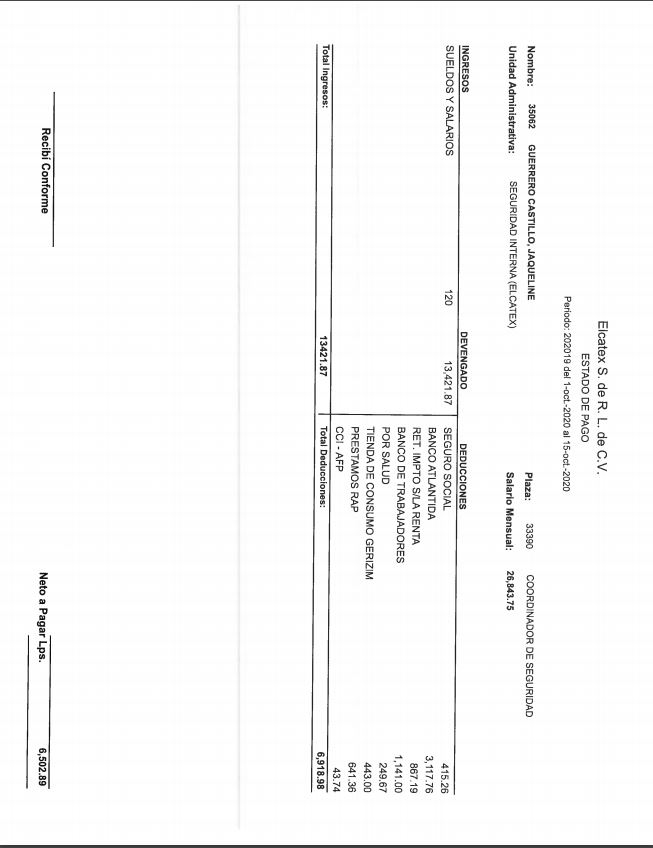 Elcatex S. de R. L. de C.V.
ESTADO DE PAGO
Periodo: 202019 del 1-oct.-2020 al 15-oct.-2020
Nombre: 35062 GUERRERO CASTILLO, JAQUELINE Plaza: 33390 COORDINADOR DE SEGURIDAD
Unidad Administrativa: SEGURIDAD INTERNA (ELCATEX) Salario Mensual: 26,843.75
INGRESOS DEVENGADO DEDUCCIONES
SUELDOS Y SALARIOS 120 13,421.87 SEGURO SOCIAL 415.26
BANCO ATLANTIDA 3,117.76
RET. IMPTO S/LA RENTA 867.19
BANCO DE TRABAJADORES 1,141.00
POR SALUD 249.67
TIENDA DE CONSUMO GERIZIM 443.00
PRESTAMOS RAP 641.36
CCI - AFP 43.74
Total Ingresos: 13421.87 Total Deducciones: 6,918.98
Recibí Conforme Neto a Pagar Lps. 6,502.89